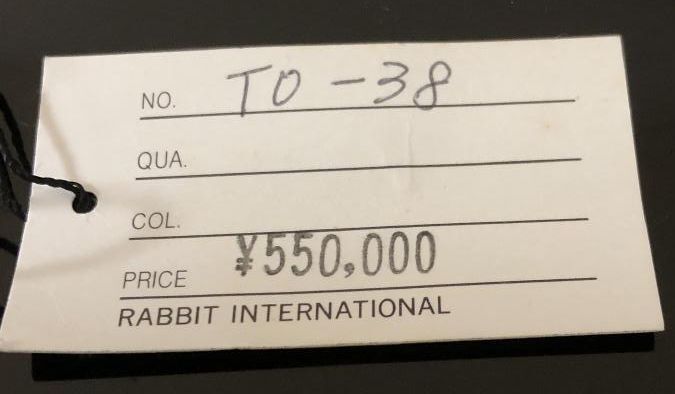 NO. TO-38
QUA.
COL.
PRICE ¥550,000
RABBIT INTERNATIONAL